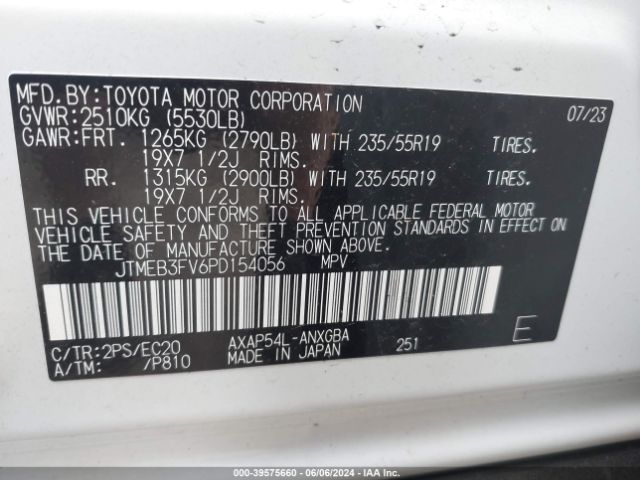 MFD.BY:TOYOTA MOTOR CORPORATION 07/23
GVWR:2510KG (5530LB)
GAWR:FRT. 1265KG (2790LB) WITH 235/55R19 TIRES.
19X7 1/2J RIMS.
RR. 1315KG (2900LB) WITH 235/55R19 TIRES.
19X7 1/2J RIMS.
THIS VEHICLE CONFORMS TO ALL APPLICABLE FEDERAL MOTOR
VEHICLE SAFETY AND THEFT PREVENTION STANDARDS IN EFFECT ON
THE DATE OF MANUFACTURE SHOWN ABOVE.
JTMEB3FV6PD154056 MPV
C/TR:2PS/EC20 AXAP54L-ANXGBA 251 E
A/TM: /P810 MADE IN JAPAN
000-39575660 - 06/06/2024 - IAA Inc.